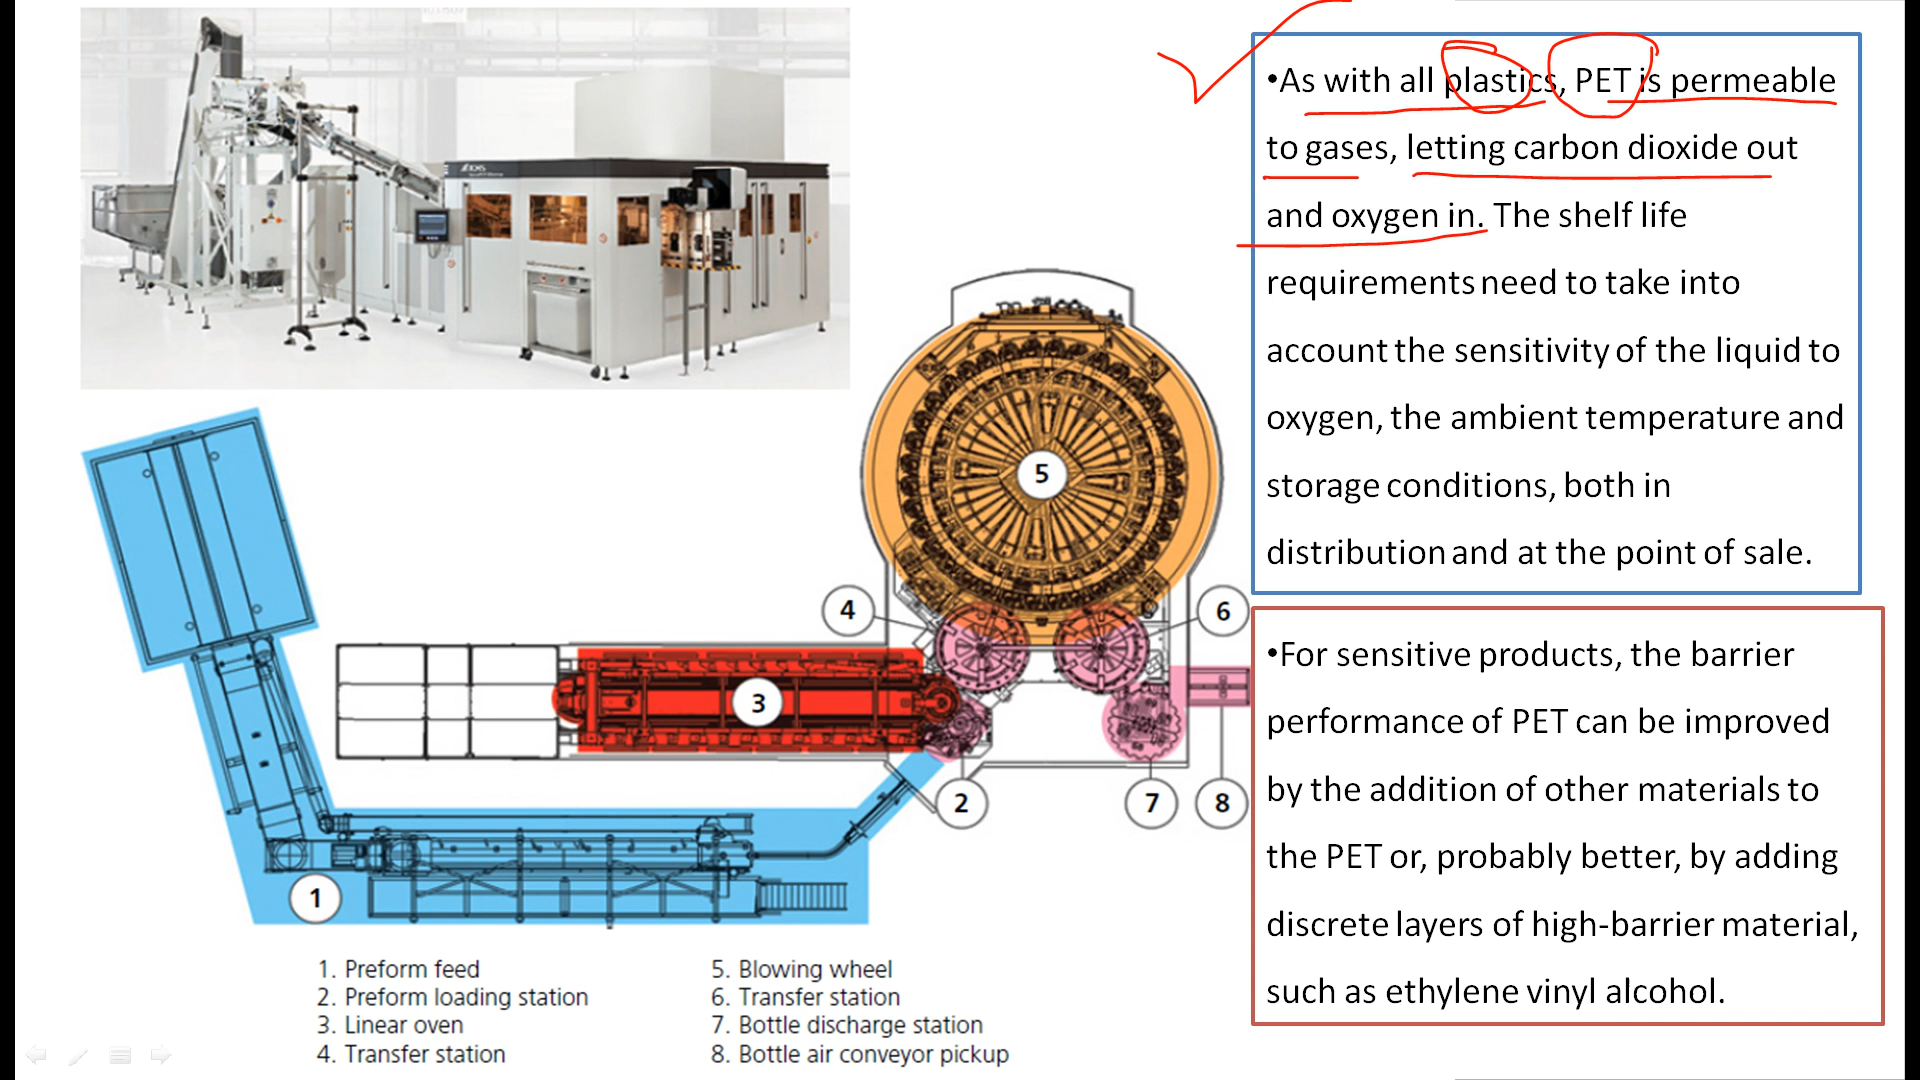 •As with all plastics, PET is permeable
to gases, letting carbon dioxide out
and oxygen in. The shelf life
requirements need to take into
account the sensitivity of the liquid to
oxygen, the ambient temperature and
storage conditions, both in
distribution and at the point of sale.
•For sensitive products, the barrier
performance of PET can be improved
by the addition of other materials to
the PET or, probably better, by adding
discrete layers of high-barrier material,
such as ethylene vinyl alcohol.
5
4
6
3
2
7
8
1
1. Preform feed
2. Preform loading station
3. Linear oven
4. Transfer station
5. Blowing wheel
6. Transfer station
7. Bottle discharge station
8. Bottle air conveyor pickup